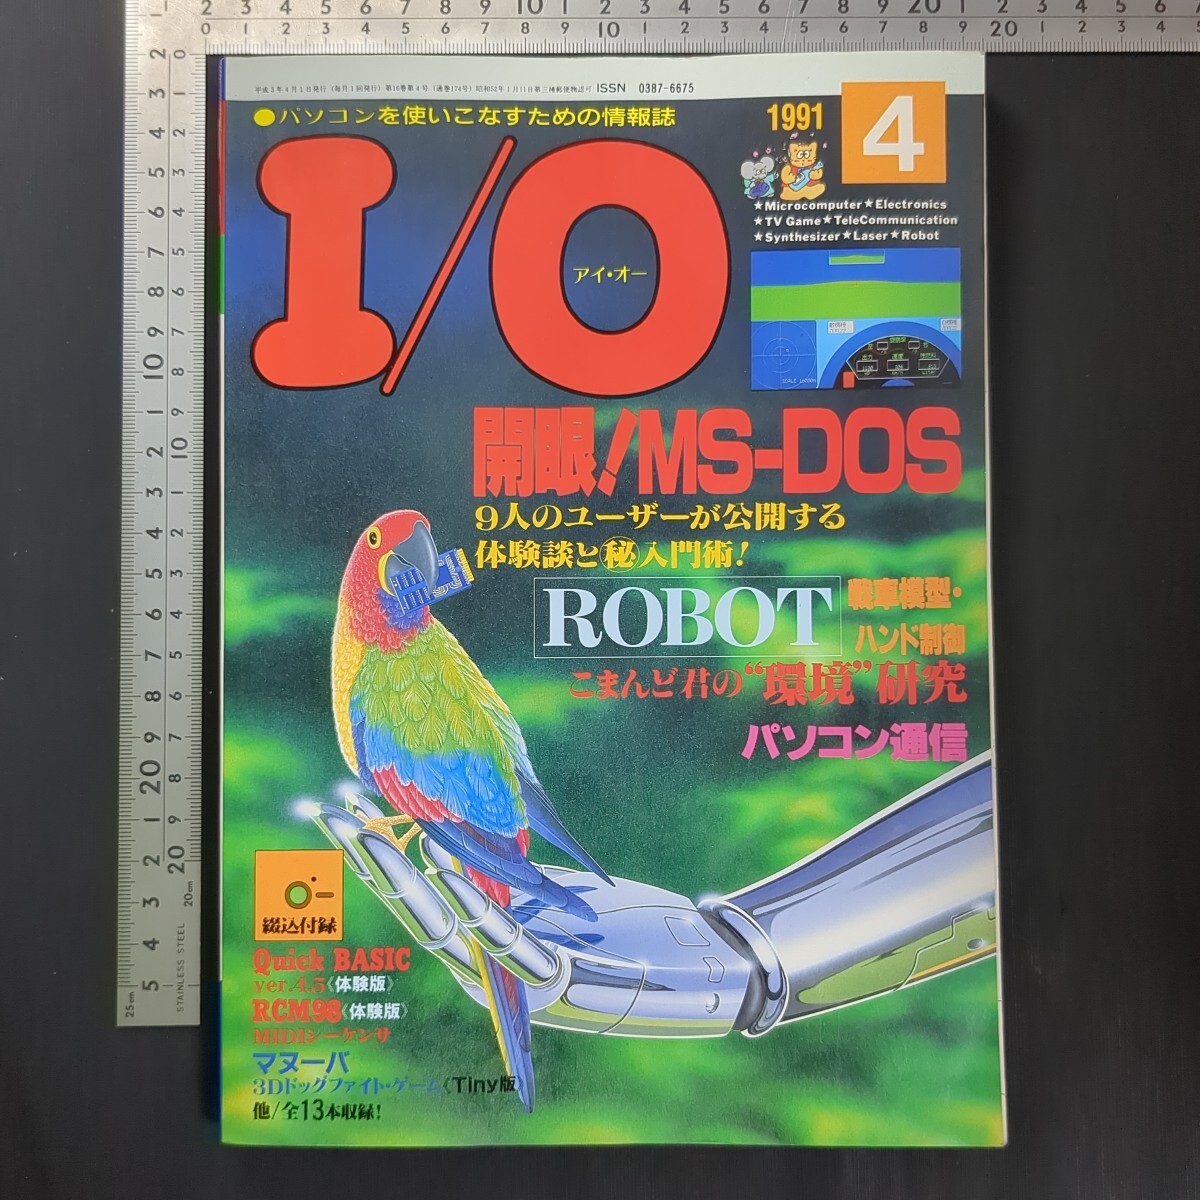 平成3年4月1日発行（毎月1回発行）第16巻第4号（通巻174号）昭和52年1月11日第三種郵便物認可 ISSN 0387-6675
●パソコンを使いこなすための情報誌
1991 4
I/O
アイ・オー
★Microcomputer★Electronics
★TV Game★TeleCommunication
★Synthesizer★Laser★Robot
開眼!MS-DOS
9人のユーザーが公開する
体験談と㊙入門術!
ROBOT
戦車模型・
ハンド制御
こまんど君の“環境”研究
パソコン通信
綴込付録
Quick BASIC
ver.4.5《体験版》
RCM98《体験版》
MIDIシーケンサ
マヌーバ
3Dドッグファイト・ゲーム《Tiny版》
他/全13本収録!
STAINLESS STEEL
25cm
20cm